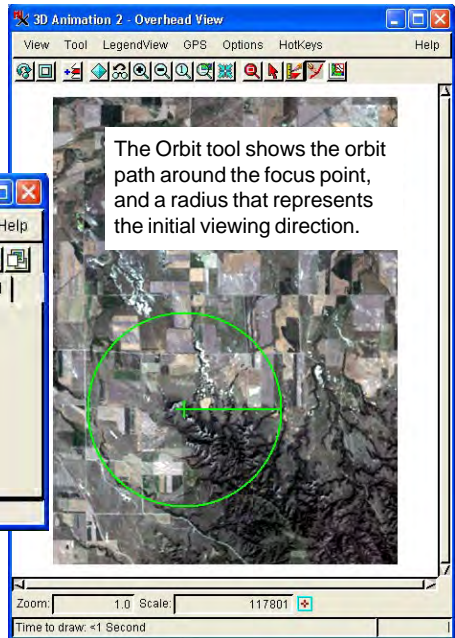 3D Animation 2 - Overhead View
View Tool LegendView GPS Options HotKeys Help
The Orbit tool shows the orbit
path around the focus point,
and a radius that represents
the initial viewing direction.
Help
Zoom: 1.0 Scale: 117801
Time to draw: <1 Second